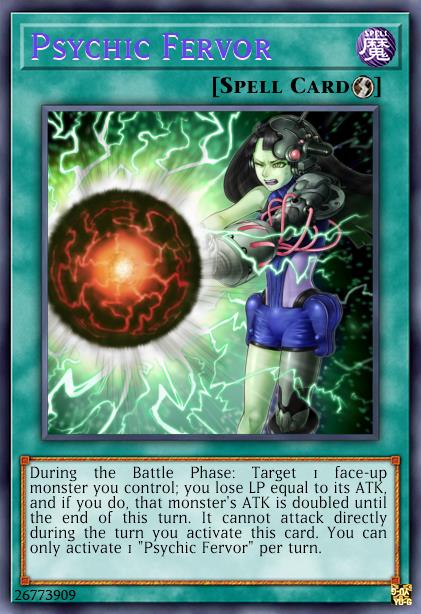 Psychic Fervor
SPELL
魔
[Spell Card]
During the Battle Phase: Target 1 face-up
monster you control; you lose LP equal to its ATK,
and if you do, that monster's ATK is doubled until
the end of this turn. It cannot attack directly
during the turn you activate this card. You can
only activate 1 "Psychic Fervor" per turn.
26773909